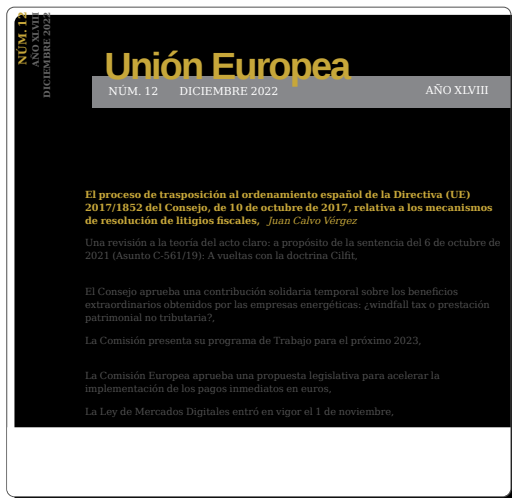 NÚM. 12
AÑO XLVII
DICIEMBRE 2022
Unión Europea
NÚM. 12 DICIEMBRE 2022 AÑO XLVIII
El proceso de trasposición al ordenamiento español de la Directiva (UE)
2017/1852 del Consejo, de 10 de octubre de 2017, relativa a los mecanismos
de resolución de litigios fiscales, Juan Calvo Vérgez
Una revisión a la teoría del acto claro: a propósito de la sentencia del 6 de octubre de
2021 (Asunto C-561/19): A vueltas con la doctrina Cilfit,
El Consejo aprueba una contribución solidaria temporal sobre los beneficios
extraordinarios obtenidos por las empresas energéticas: ¿windfall tax o prestación
patrimonial no tributaria?,
La Comisión presenta su programa de Trabajo para el próximo 2023,
La Comisión Europea aprueba una propuesta legislativa para acelerar la
implementación de los pagos inmediatos en euros,
La Ley de Mercados Digitales entró en vigor el 1 de noviembre,